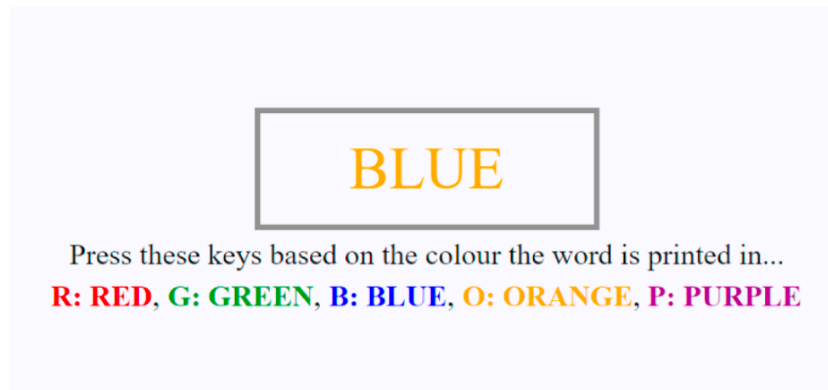 BLUE
Press these keys based on the colour the word is printed in...
R: RED, G: GREEN, B: BLUE, O: ORANGE, P: PURPLE